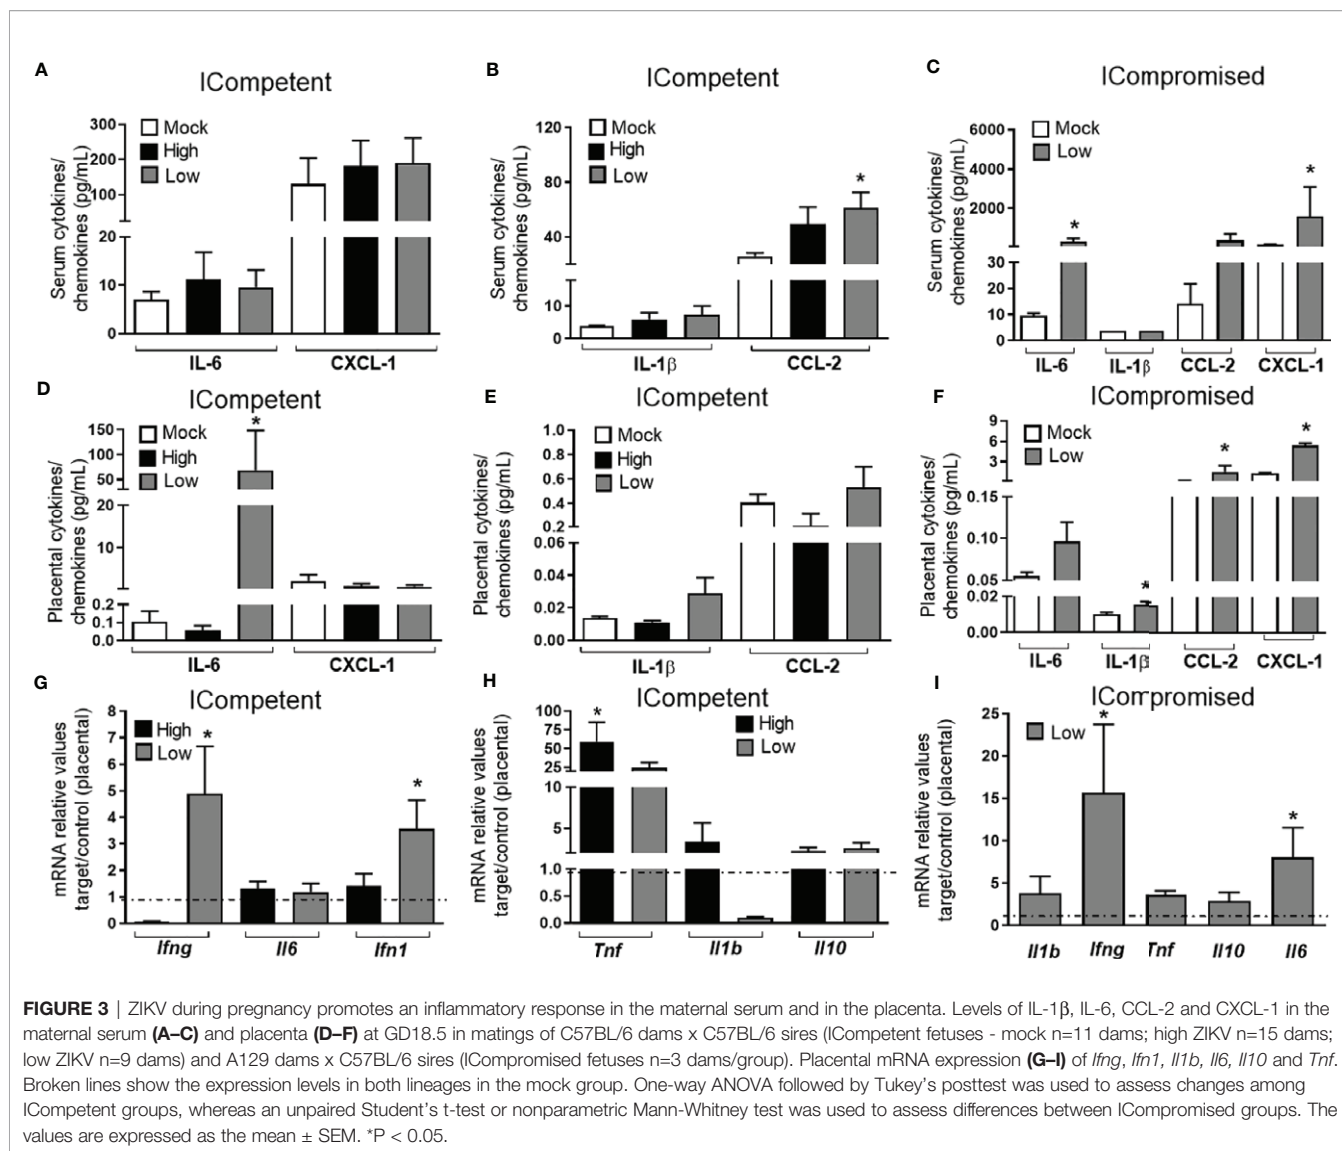 A
ICompetent
300
200
100
20
10
0
Serum cytokines/
chemokines (pg/mL)
Mock
High
Low
IL-6
CXCL-1
B
ICompetent
120
80
40
10
0
Serum cytokines/
chemokines (pg/mL)
Mock
High
Low
*
IL-1β
CCL-2
C
ICompromised
6000
4000
2000
30
20
10
0
Serum cytokines/
chemokines (pg/mL)
Mock
Low
*
*
IL-6
IL-1β
CCL-2
CXCL-1
D
ICompetent
150
100
50
20
10
0.2
0.1
0.0
Placental cytokines/
chemokines (pg/mL)
Mock
High
Low
*
IL-6
CXCL-1
E
ICompetent
1.0
0.8
0.6
0.4
0.2
0.06
0.04
0.02
0.00
Placental cytokines/
chemokines (pg/mL)
Mock
High
Low
IL-1β
CCL-2
F
ICompromised
9
6
3
0.15
0.10
0.05
0.02
0.00
Placental cytokines/
chemokines (pg/mL)
Mock
Low
*
*
*
IL-6
IL-1β
CCL-2
CXCL-1
G
ICompetent
8
7
6
5
4
3
2
1
0
mRNA relative values
target/control (placental)
High
Low
*
*
Ifng
Il6
Ifn1
H
ICompetent
100
75
50
25
10
5
1.0
0.5
0.0
mRNA relative values
target/control (placental)
High
Low
*
Tnf
Il1b
Il10
I
ICompromised
25
20
15
10
5
0
mRNA relative values
target/control (placental)
Low
*
*
Il1b
Ifng
Tnf
Il10
Il6
FIGURE 3 | ZIKV during pregnancy promotes an inflammatory response in the maternal serum and in the placenta. Levels of IL-1β, IL-6, CCL-2 and CXCL-1 in the
maternal serum (A–C) and placenta (D–F) at GD18.5 in matings of C57BL/6 dams x C57BL/6 sires (ICompetent fetuses - mock n=11 dams; high ZIKV n=15 dams;
low ZIKV n=9 dams) and A129 dams x C57BL/6 sires (ICompromised fetuses n=3 dams/group). Placental mRNA expression (G–I) of Ifng, Ifn1, Il1b, Il6, Il10 and Tnf.
Broken lines show the expression levels in both lineages in the mock group. One-way ANOVA followed by Tukey's posttest was used to assess changes among
ICompetent groups, whereas an unpaired Student's t-test or nonparametric Mann-Whitney test was used to assess differences between ICompromised groups. The
values are expressed as the mean ± SEM. *P < 0.05.